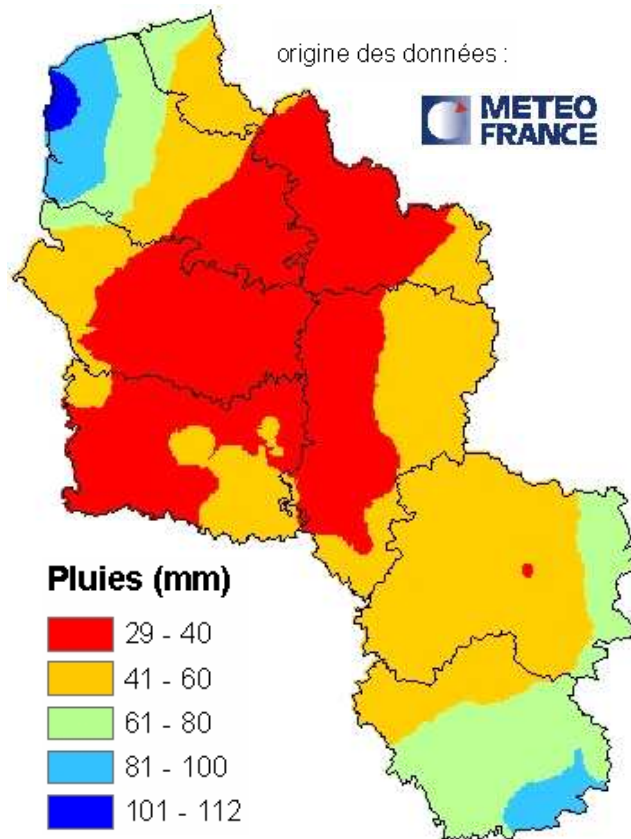 origine des données :
METEO
FRANCE
Pluies (mm)
29 - 40
41 - 60
61 - 80
81 - 100
101 - 112